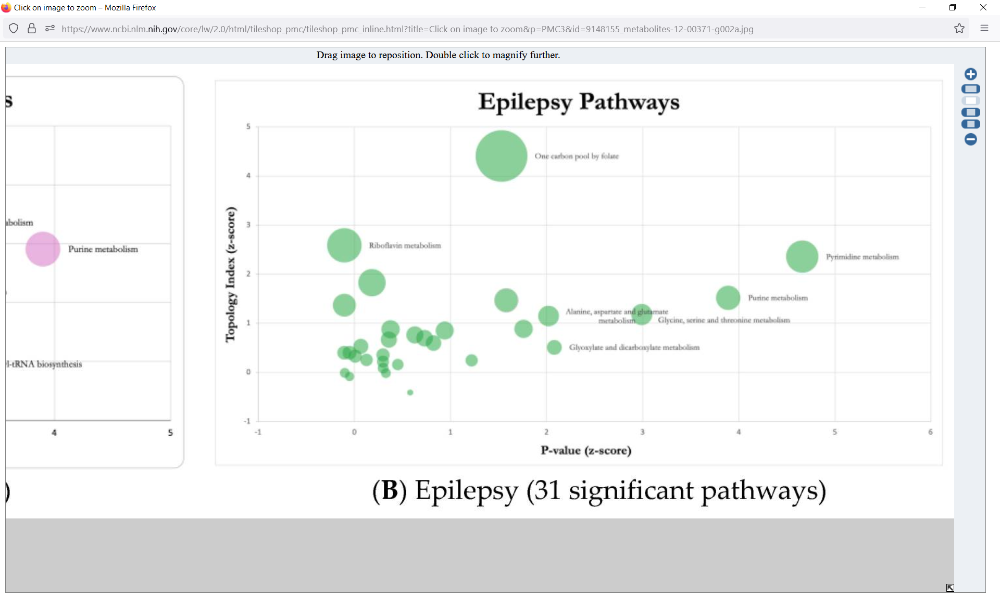 Click on image to zoom – Mozilla Firefox
https://www.ncbi.nlm.nih.gov/core/lw/2.0/html/tileshop_pmc/tileshop_pmc_inline.html?title=Click on image to zoom&p=PMC3&id=9148155_metabolites-12-00371-g002a.jpg
Drag image to reposition. Double click to magnify further.
s
abolism
Purine metabolism
l-tRNA biosynthesis
4
5
)
Epilepsy Pathways
5
4
3
2
1
0
-1
Topology Index (z-score)
One carbon pool by folate
Riboflavin metabolism
Pyrimidine metabolism
Purine metabolism
Alanine, aspartate and glutamate
metabolism
Glycine, serine and threonine metabolism
Glyoxylate and dicarboxylate metabolism
-1
0
1
2
3
4
5
6
P-value (z-score)
(B) Epilepsy (31 significant pathways)